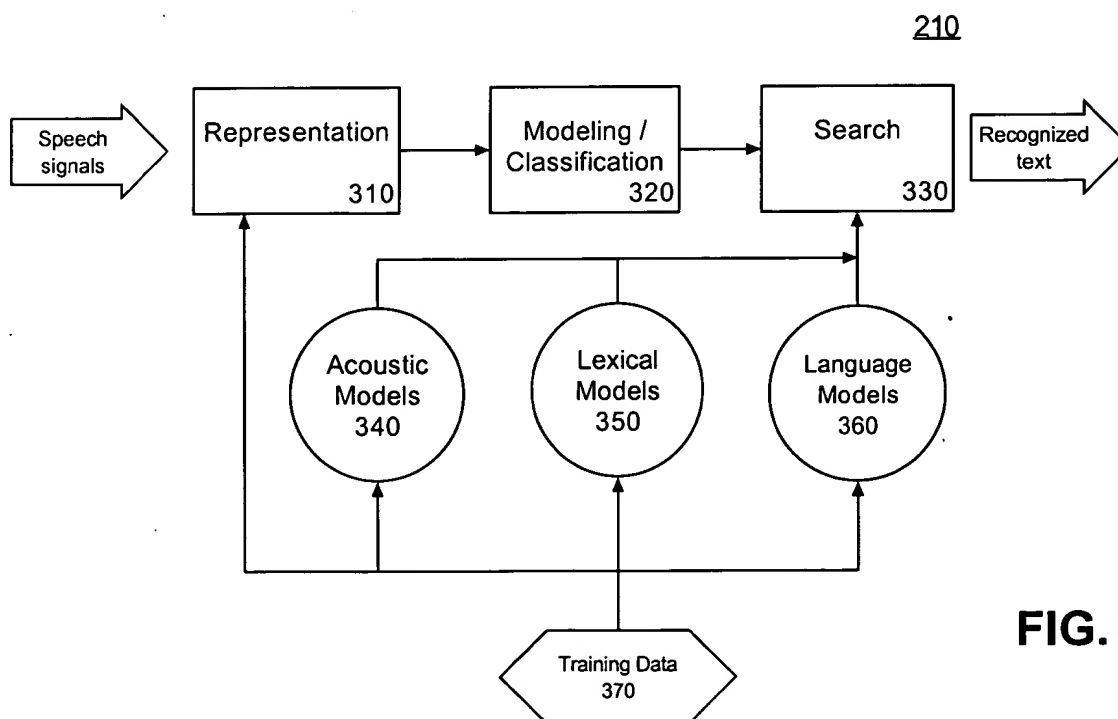 210
Speech
signals
Representation
310
Modeling /
Classification
320
Search
330
Recognized
text
Acoustic
Models
340
Lexical
Models
350
Language
Models
360
Training Data
370
FIG.